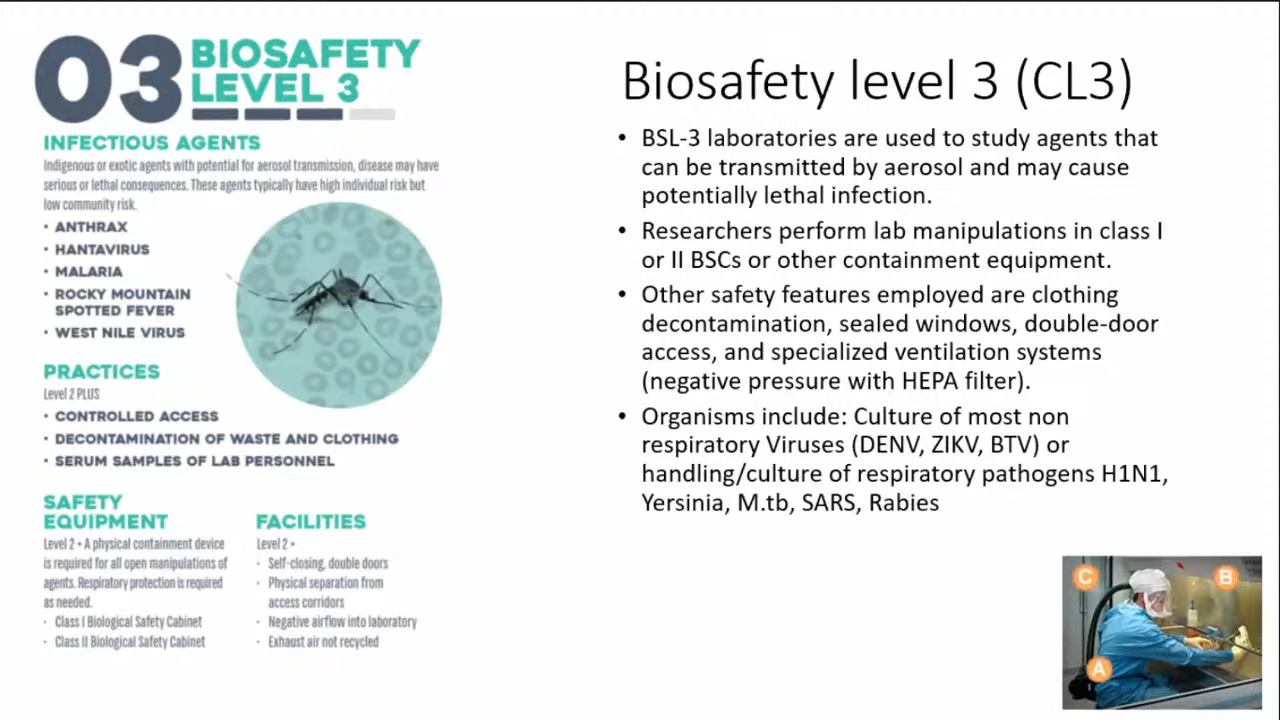 03 BIOSAFETY
LEVEL 3
INFECTIOUS AGENTS
Indigenous or exotic agents with potential for aerosol transmission, disease may have
serious or lethal consequences. These agents typically have high individual risk but
low community risk.
• ANTHRAX
• HANTAVIRUS
• MALARIA
• ROCKY MOUNTAIN
SPOTTED FEVER
• WEST NILE VIRUS
PRACTICES
Level 2 PLUS
• CONTROLLED ACCESS
• DECONTAMINATION OF WASTE AND CLOTHING
• SERUM SAMPLES OF LAB PERSONNEL
SAFETY
EQUIPMENT
Level 2 + A physical containment device
is required for all open manipulations of
agents. Respiratory protection is required
as needed.
• Class I Biological Safety Cabinet
• Class II Biological Safety Cabinet
FACILITIES
Level 2 +
• Self-closing, double doors
• Physical separation from
access corridors
• Negative airflow into laboratory
• Exhaust air not recycled
Biosafety level 3 (CL3)
• BSL-3 laboratories are used to study agents that
can be transmitted by aerosol and may cause
potentially lethal infection.
• Researchers perform lab manipulations in class I
or II BSCs or other containment equipment.
• Other safety features employed are clothing
decontamination, sealed windows, double-door
access, and specialized ventilation systems
(negative pressure with HEPA filter).
• Organisms include: Culture of most non
respiratory Viruses (DENV, ZIKV, BTV) or
handling/culture of respiratory pathogens H1N1,
Yersinia, M.tb, SARS, Rabies
C
B
A